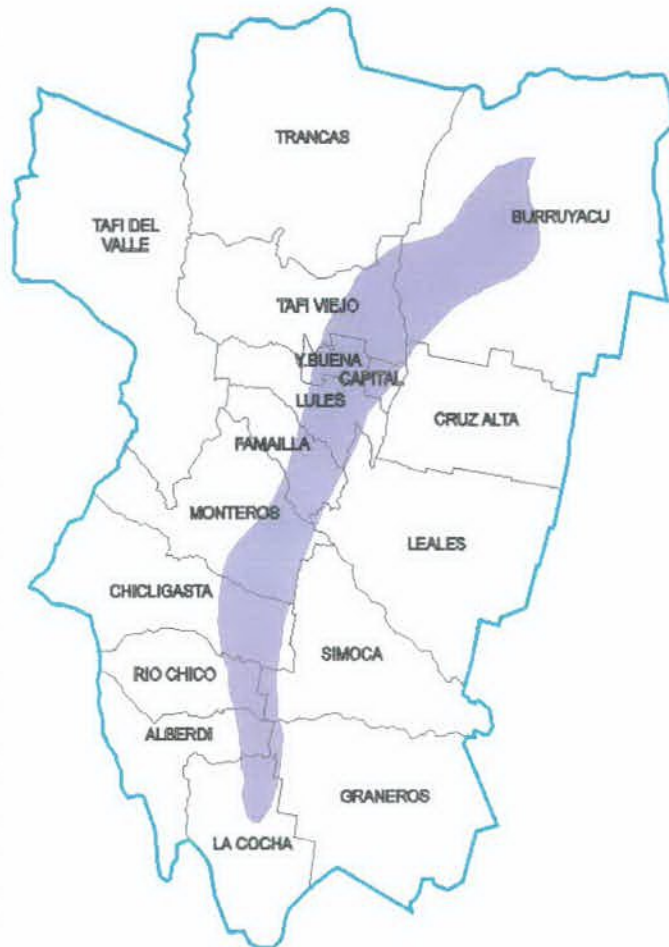 TRANCAS
TAFI DEL
VALLE
BURRUYACU
TAFI VIEJO
Y.BUENA
CAPITAL
LULES
CRUZ ALTA
FAMAILLA
MONTEROS
LEALES
CHICLIGASTA
SIMOCA
RIO CHICO
ALBERDI
GRANEROS
LA COCHA